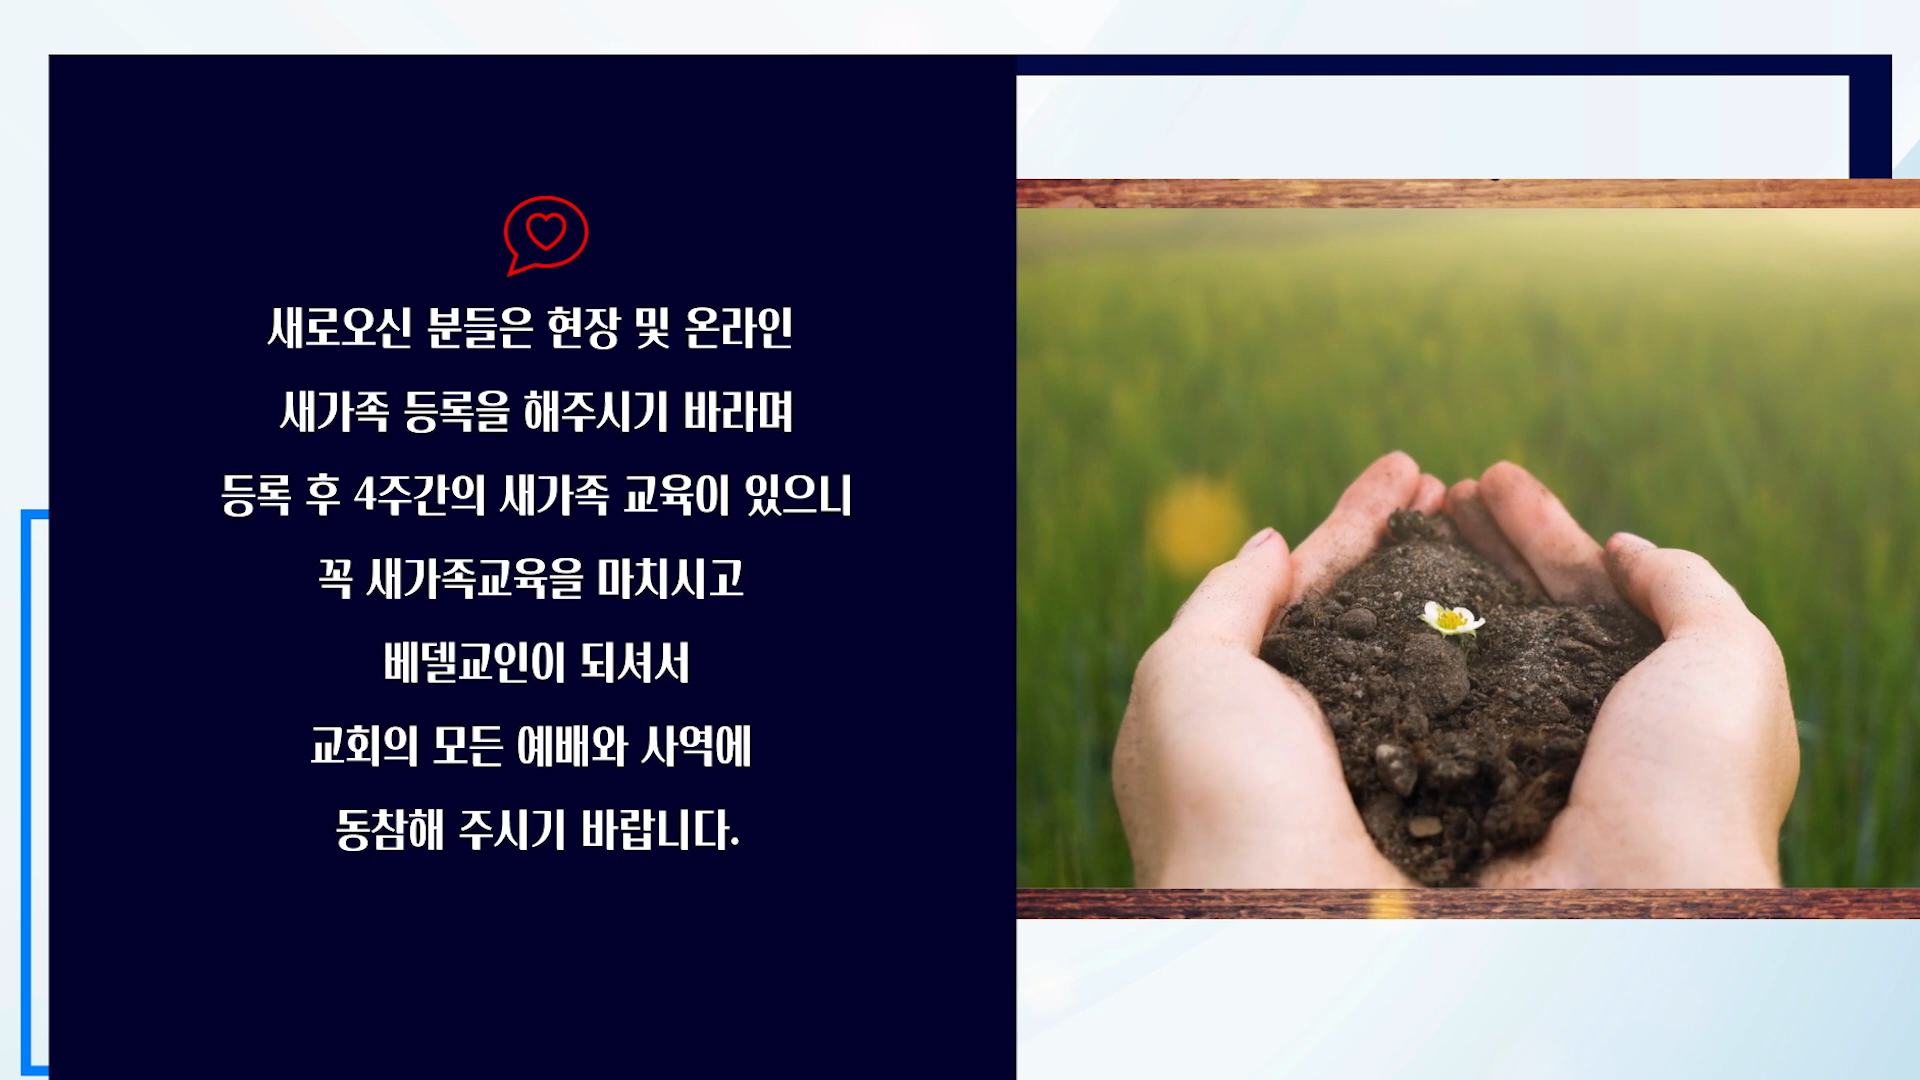 새로오신 분들은 현장 및 온라인
새가족 등록을 해주시기 바라며
등록 후 4주간의 새가족 교육이 있으니
꼭 새가족교육을 마치시고
베델교인이 되셔서
교회의 모든 예배와 사역에
동참해 주시기 바랍니다.